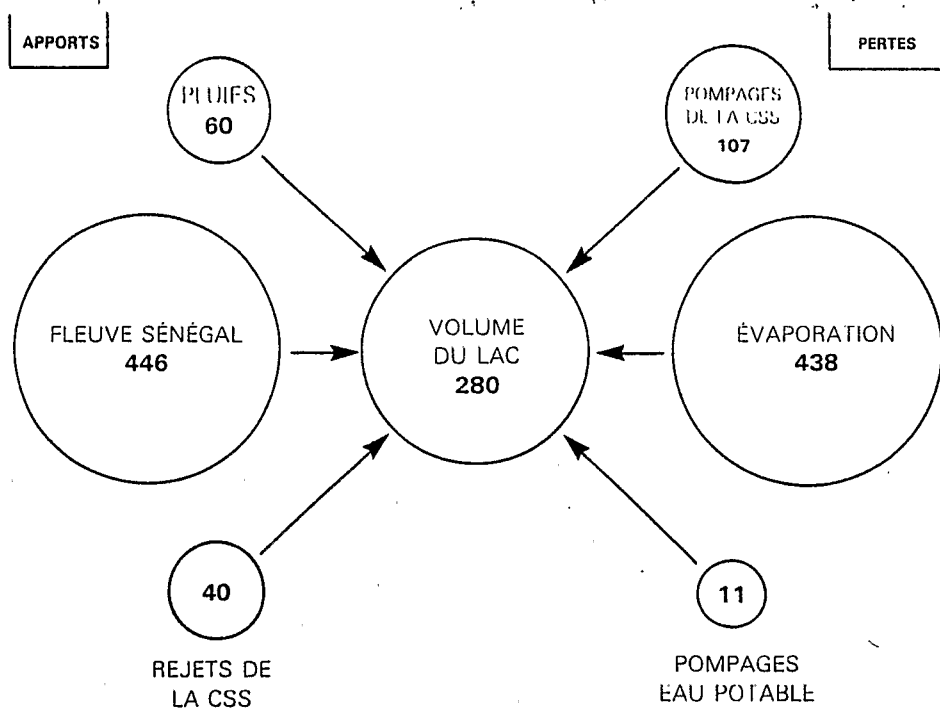 APPORTS
PERTES
PLUIES
60
POMPAGES
DE LA CSS
107
FLEUVE SÉNÉGAL
446
VOLUME
DU LAC
280
ÉVAPORATION
438
40
REJETS DE
LA CSS
11
POMPAGES
EAU POTABLE